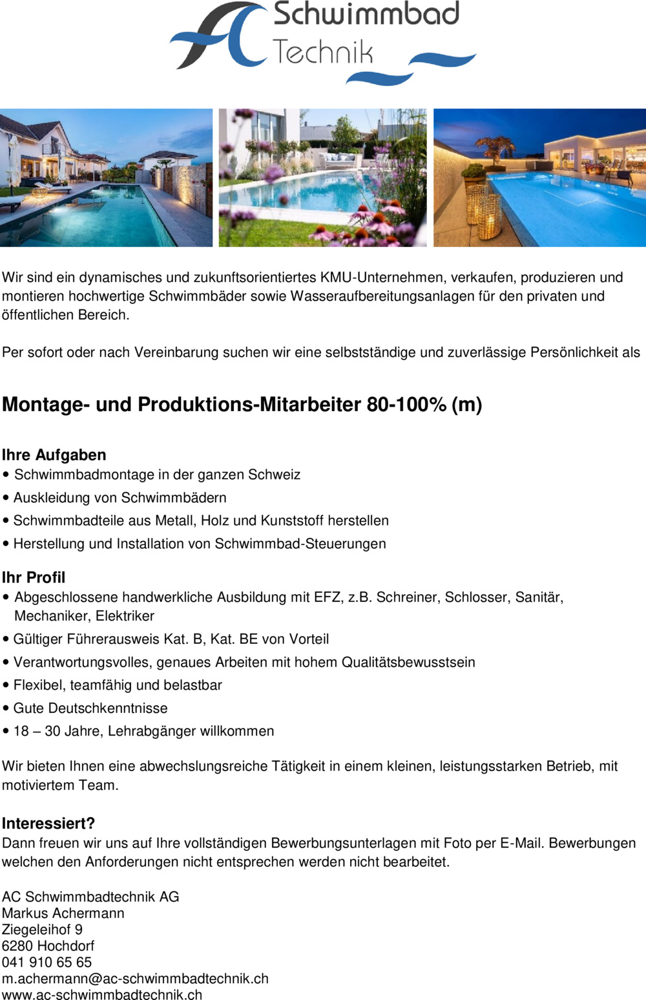 Schwimmbad
Technik
Wir sind ein dynamisches und zukunftsorientiertes KMU-Unternehmen, verkaufen, produzieren und
montieren hochwertige Schwimmbäder sowie Wasseraufbereitungsanlagen für den privaten und
öffentlichen Bereich.
Per sofort oder nach Vereinbarung suchen wir eine selbstständige und zuverlässige Persönlichkeit als
Montage- und Produktions-Mitarbeiter 80-100% (m)
Ihre Aufgaben
• Schwimmbadmontage in der ganzen Schweiz
• Auskleidung von Schwimmbädern
• Schwimmbadteile aus Metall, Holz und Kunststoff herstellen
• Herstellung und Installation von Schwimmbad-Steuerungen
Ihr Profil
• Abgeschlossene handwerkliche Ausbildung mit EFZ, z.B. Schreiner, Schlosser, Sanitär,
Mechaniker, Elektriker
• Gültiger Führerausweis Kat. B, Kat. BE von Vorteil
• Verantwortungsvolles, genaues Arbeiten mit hohem Qualitätsbewusstsein
• Flexibel, teamfähig und belastbar
• Gute Deutschkenntnisse
• 18 – 30 Jahre, Lehrabgänger willkommen
Wir bieten Ihnen eine abwechslungsreiche Tätigkeit in einem kleinen, leistungsstarken Betrieb, mit
motiviertem Team.
Interessiert?
Dann freuen wir uns auf Ihre vollständigen Bewerbungsunterlagen mit Foto per E-Mail. Bewerbungen
welchen den Anforderungen nicht entsprechen werden nicht bearbeitet.
AC Schwimmbadtechnik AG
Markus Achermann
Ziegeleihof 9
6280 Hochdorf
041 910 65 65
m.achermann@ac-schwimmbadtechnik.ch
www.ac-schwimmbadtechnik.ch